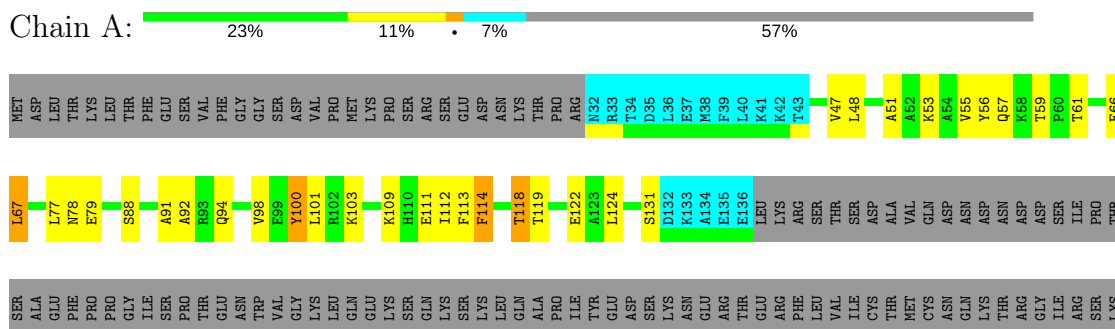 Chain A:
23% 11% • 7% 57%
MET ASP LEU THR LYS LEU THR PHE GLU SER VAL PHE GLY GLY SER ASP VAL PRO MET LYS PRO SER ARG SER GLU ASP ASN LYS THR PRO ARG N32 R33 T34 D35 L36 E37 M38 F39 L40 K41 K42 T43 V47 L48 A51 A52 K53 A54 V55 Y56 Q57 K58 T59 P60 T61
L67 L77 N78 E79 S88 A91 A92 R93 Q94 V98 E99 Y100 L101 R102 K103 K109 H110 E111 I112 F113 F114 T118 T119 E122 A123 L124 S131 D132 K133 A134 E135 E136 LEU LYS ARG SER THR SER ASP ALA VAL GLN ASP ASN ASP ASN ASP ASP SER ILE PRO THR
SER ALA GLU PHE PRO PRO GLY ILE SER PRO THR GLU ASN TRP VAL GLY LYS LEU GLN GLU LYS SER GLN LYS SER LYS LEU GLN ALA PRO ILE TYR GLU ASP SER LYS ASN GLU ARG THR GLU ARG PHE LEU VAL ILE CYS THR MET CYS ASN GLN LYS THR ARG GLY ILE ARG SER LYS